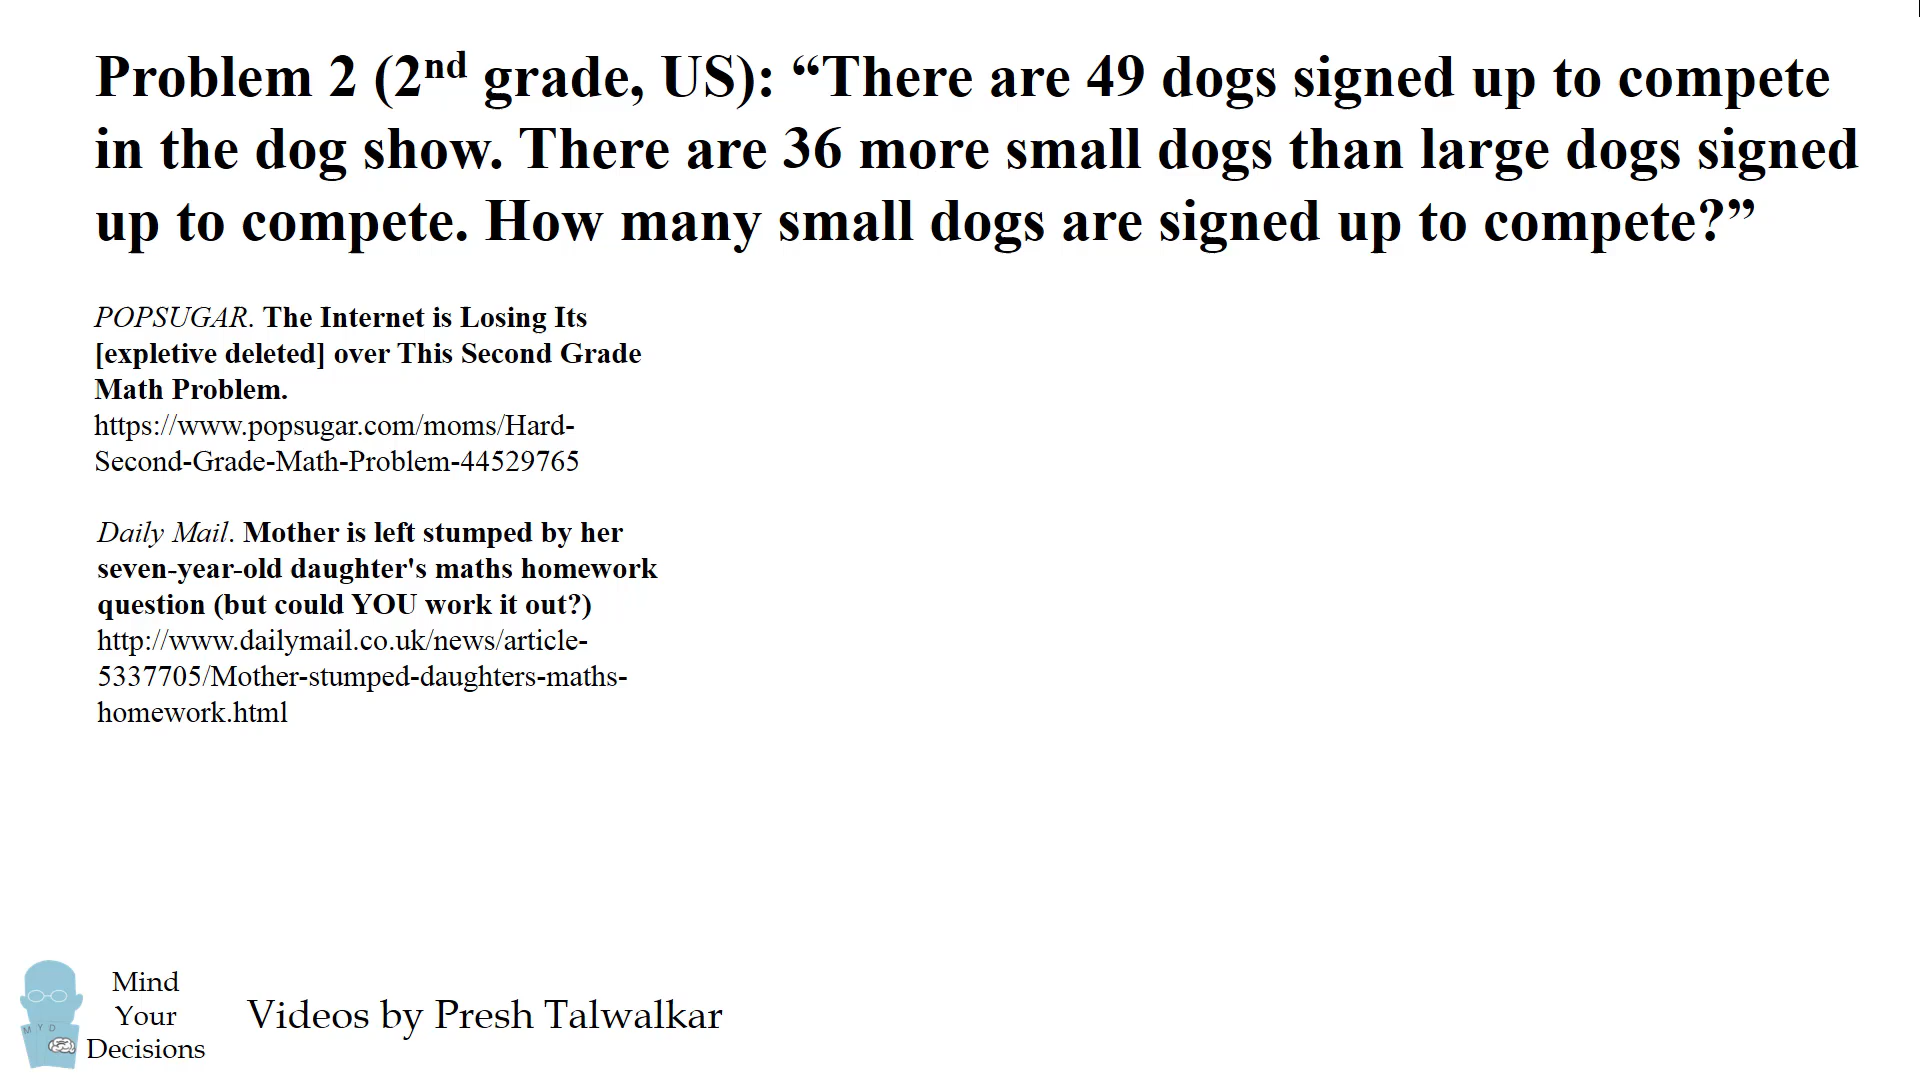 Problem 2 (2nd grade, US): “There are 49 dogs signed up to compete
in the dog show. There are 36 more small dogs than large dogs signed
up to compete. How many small dogs are signed up to compete?”
POPSUGAR. The Internet is Losing Its
[expletive deleted] over This Second Grade
Math Problem.
https://www.popsugar.com/moms/Hard-
Second-Grade-Math-Problem-44529765
Daily Mail. Mother is left stumped by her
seven-year-old daughter's maths homework
question (but could YOU work it out?)
http://www.dailymail.co.uk/news/article-
5337705/Mother-stumped-daughters-maths-
homework.html
M Y D
Mind
Your
Decisions
Videos by Presh Talwalkar